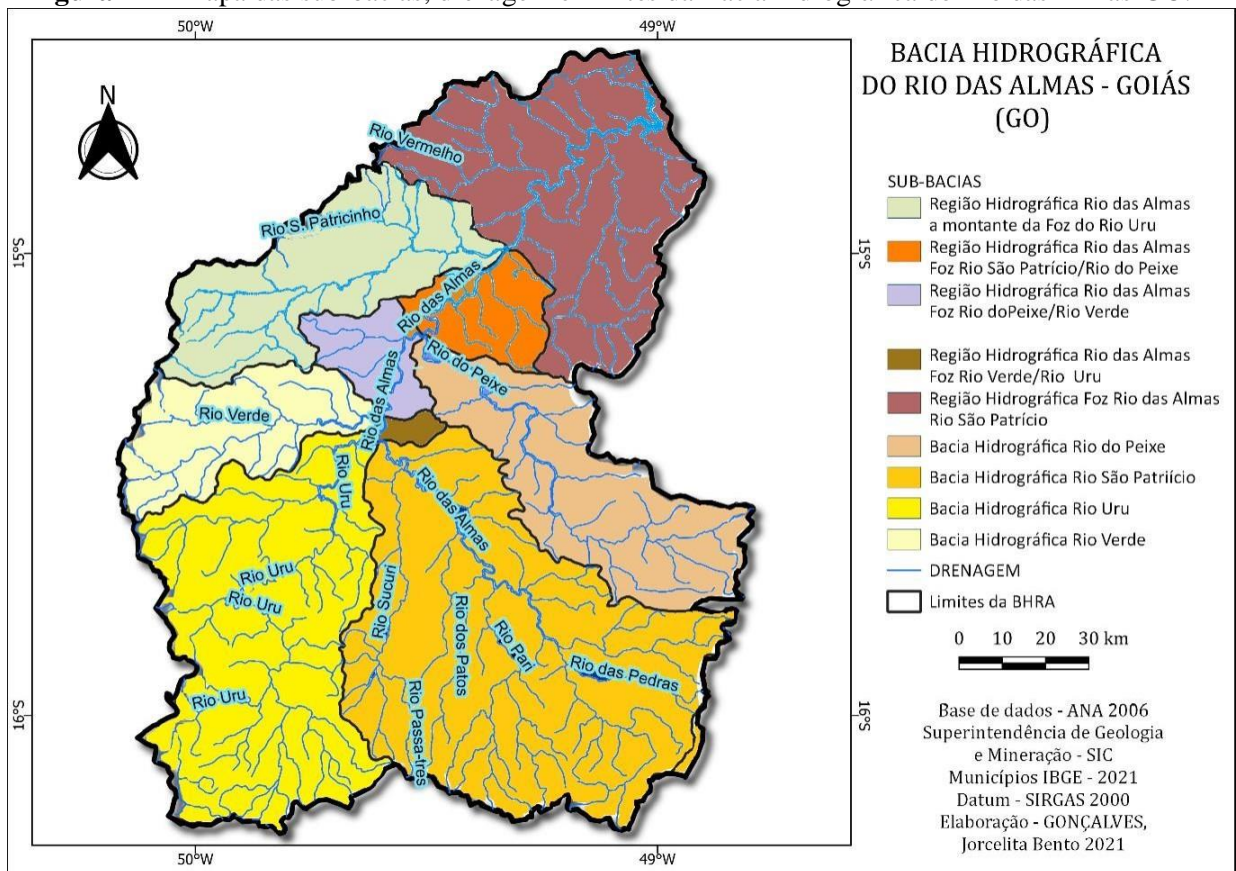 50°W
49°W
N
BACIA HIDROGRÁFICA
DO RIO DAS ALMAS - GOIÁS
(GO)
SUB-BACIAS
Região Hidrográfica Rio das Almas
a montante da Foz do Rio Uru
Região Hidrográfica Rio das Almas
Foz Rio São Patrício/Rio do Peixe
Região Hidrográfica Rio das Almas
Foz Rio doPeixe/Rio Verde
Região Hidrográfica Rio das Almas
Foz Rio Verde/Rio Uru
Região Hidrográfica Foz Rio das Almas
Rio São Patrício
Bacia Hidrográfica Rio do Peixe
Bacia Hidrográfica Rio São Patriício
Bacia Hidrográfica Rio Uru
Bacia Hidrográfica Rio Verde
DRENAGEM
Limites da BHRA
0 10 20 30 km
Base de dados - ANA 2006
Superintendência de Geologia
e Mineração - SIC
Municípios IBGE - 2021
Datum - SIRGAS 2000
Elaboração - GONÇALVES,
Jorcelita Bento 2021
Rio Vermelho
Rio S. Patricinho
15°S
15°S
Rio das Almas
Rio do Peixe
Rio das Almas
Rio Verde
Rio Uru
Rio das Almas
Rio Uru
Rio Uru
Rio Sucuri
Rio dos Patos
Rio Pari
Rio das Pedras
Rio Uru
Rio Passa-tres
16°S
16°S
50°W
49°W